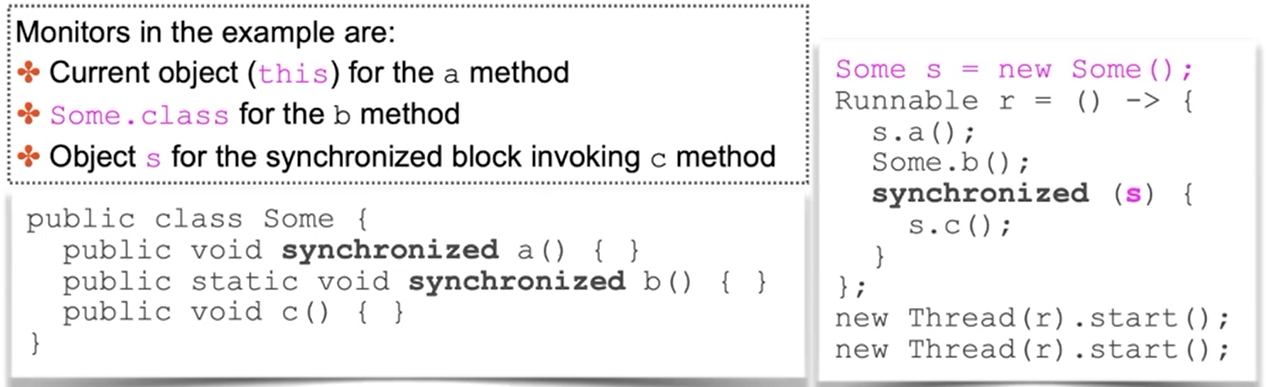 Monitors in the example are:
✤ Current object (this) for the a method
✤ Some.class for the b method
✤ Object s for the synchronized block invoking c method
public class Some {
  public void synchronized a() { }
  public static void synchronized b() { }
  public void c() { }
}
Some s = new Some();
Runnable r = () -> {
  s.a();
  Some.b();
  synchronized (s) {
    s.c();
  }
};
new Thread(r).start();
new Thread(r).start();